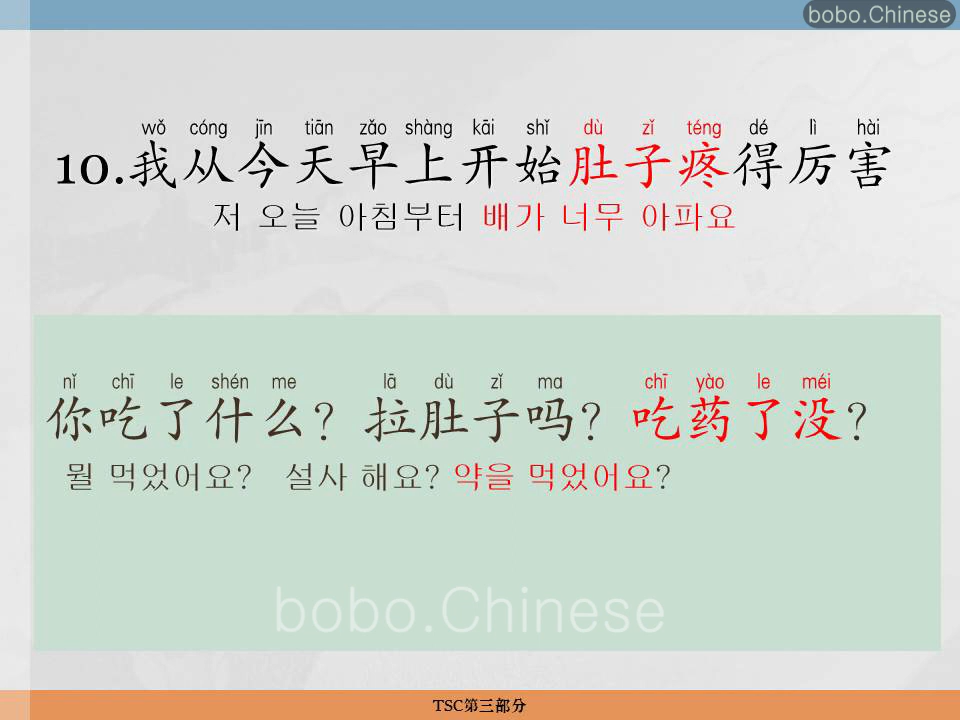 bobo.Chinese
wǒ cóng jīn tiān zǎo shàng kāi shǐ dù zǐ téng dé lì hài
10.我从今天早上开始肚子疼得厉害
저 오늘 아침부터 배가 너무 아파요
nǐ chī le shén me lā dù zǐ ma chī yào le méi
你吃了什么? 拉肚子吗? 吃药了没?
뭘 먹었어요? 설사 해요? 약을 먹었어요?
bobo.Chinese
TSC第三部分